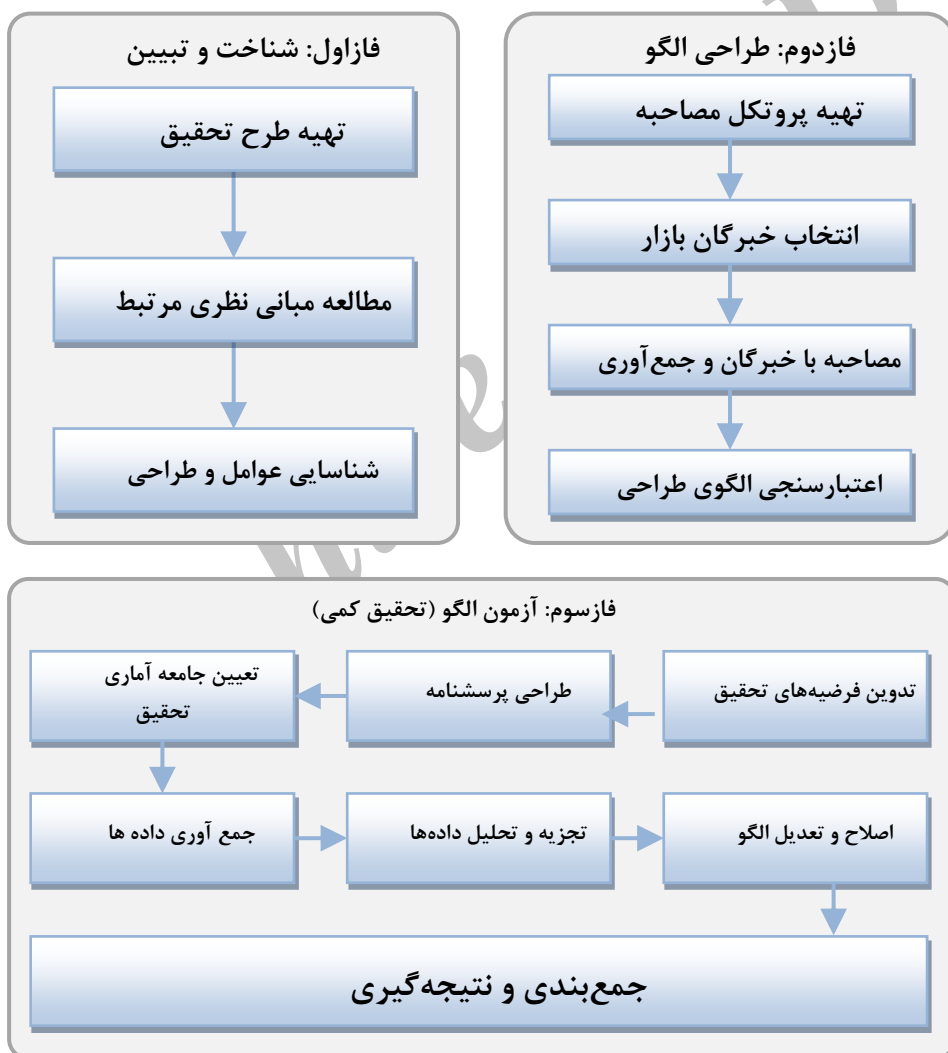 فازاول: شناخت و تبیین
تهیه طرح تحقیق
مطالعه مبانی نظری مرتبط
شناسایی عوامل و طراحی
فازدوم: طراحی الگو
تهیه پروتکل مصاحبه
انتخاب خبرگان بازار
مصاحبه با خبرگان و جمع‌آوری
اعتبارسنجی الگوی طراحی
فازسوم: آزمون الگو (تحقیق کمی)
تدوین فرضیه‌های تحقیق
طراحی پرسشنامه
تعیین جامعه آماری
تحقیق
جمع آوری داده ها
تجزیه و تحلیل داده‌ها
اصلاح و تعدیل الگو
جمع‌بندی و نتیجه‌گیری